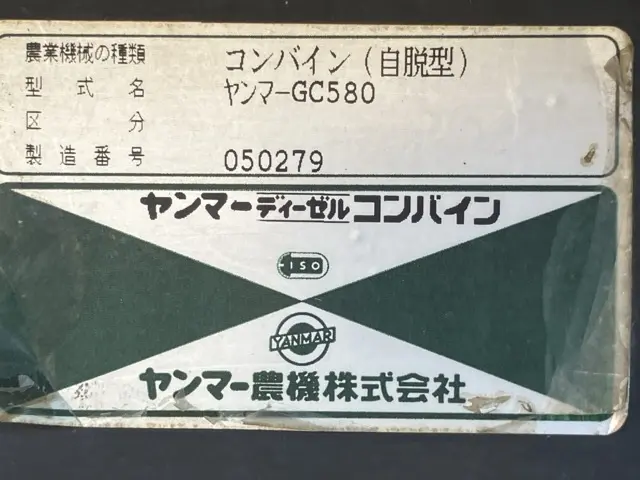 農業機械の種類 コンバイン(自脱型)
型式名 ヤンマーGC580
区分
製造番号 050279
ヤンマーディーゼルコンバイン
ISO
YANMAR
ヤンマー農機株式会社